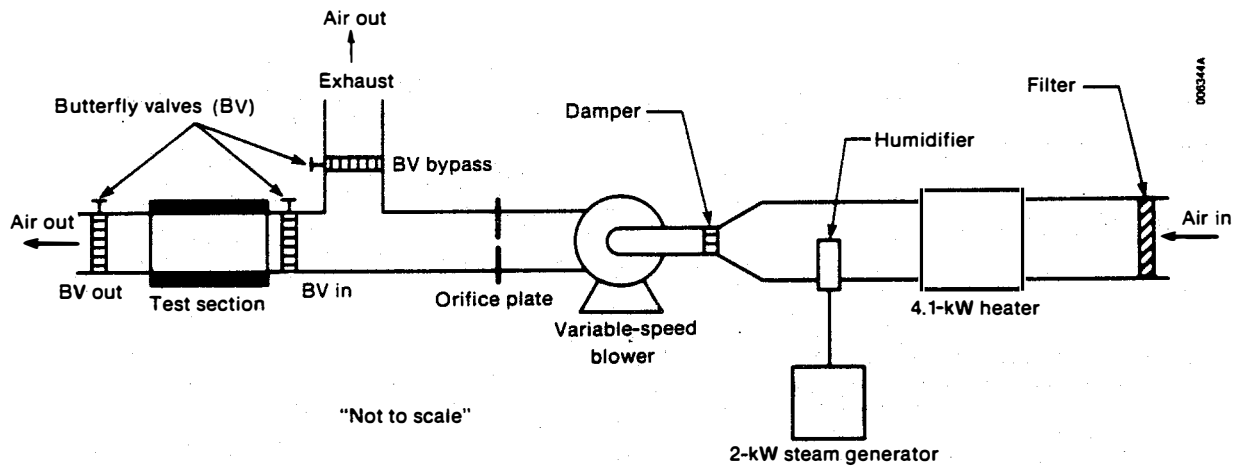 Air out
Exhaust
Butterfly valves (BV)
BV bypass
Damper
Humidifier
Filter
006344A
Air out
Air in
BV out
Test section
BV in
Orifice plate
Variable-speed
blower
4.1-kW heater
"Not to scale"
2-kW steam generator